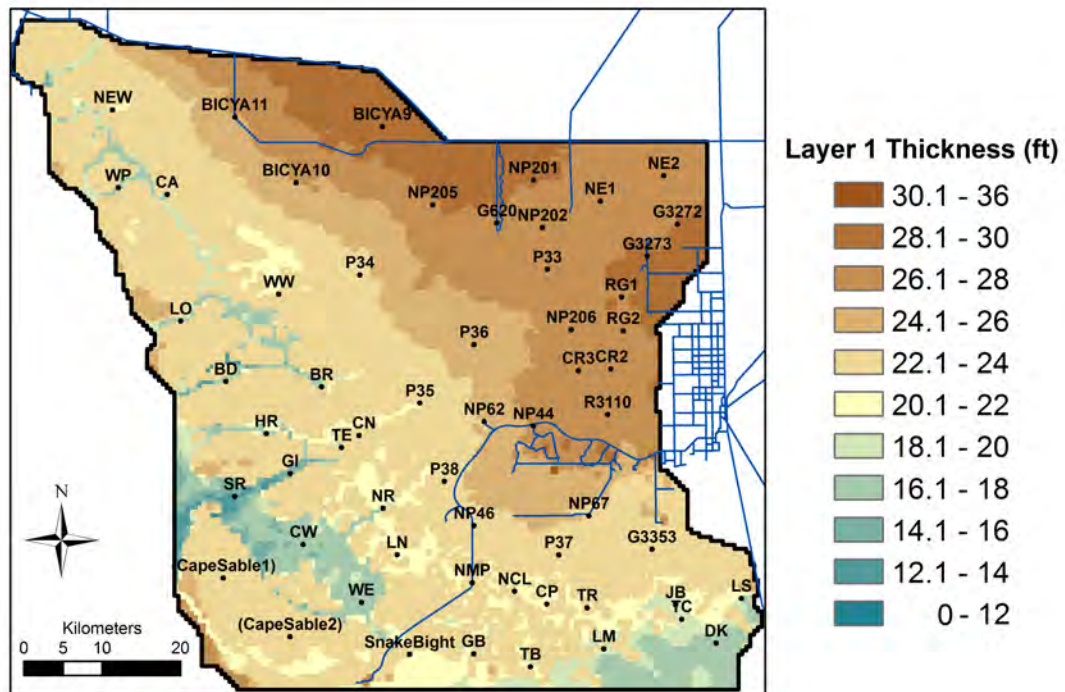 NEW
BICYA11
BICYA9
WP
CA
BICYA10
NP205
NP201
NE2
NE1
G620
NP202
G3272
G3273
P33
P34
WW
RG1
LO
NP206
RG2
P36
CR3
CR2
BD
BR
P35
R3110
NP62
NP44
HR
CN
TE
GI
P38
SR
NR
NP46
NP67
CW
LN
P37
G3353
CapeSable1)
NMP
NCL
WE
CP
TR
JB
LS
TC
(CapeSable2)
SnakeBight
GB
TB
LM
DK
N
Kilometers
0 5 10 20
Layer 1 Thickness (ft)
30.1 - 36
28.1 - 30
26.1 - 28
24.1 - 26
22.1 - 24
20.1 - 22
18.1 - 20
16.1 - 18
14.1 - 16
12.1 - 14
0 - 12